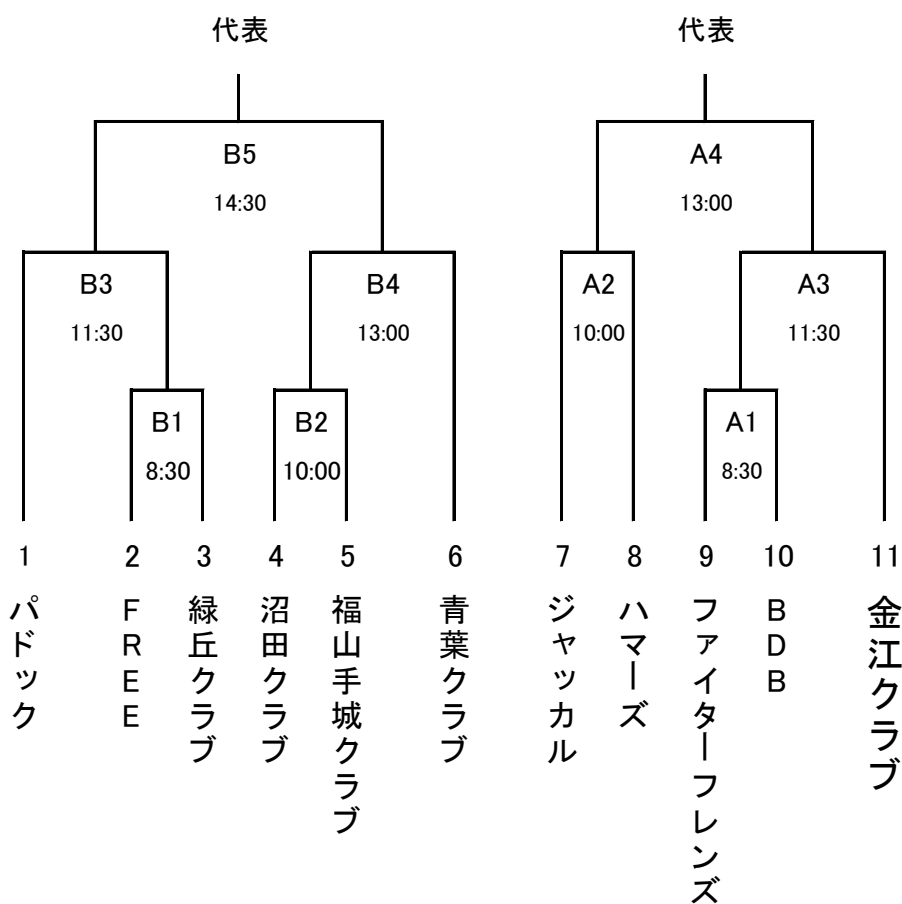 代表 代表
B5 A4
14:30 13:00
B3 B4 A2 A3
11:30 13:00 10:00 11:30
B1 B2 A1
8:30 10:00 8:30
1 2 3 4 5 6 7 8 9 10 11
パドック
FREE
緑丘クラブ
沼田クラブ
福山手城クラブ
青葉クラブ
ジャッカル
ハマーズ
ファイターフレンズ
BDB
金江クラブ